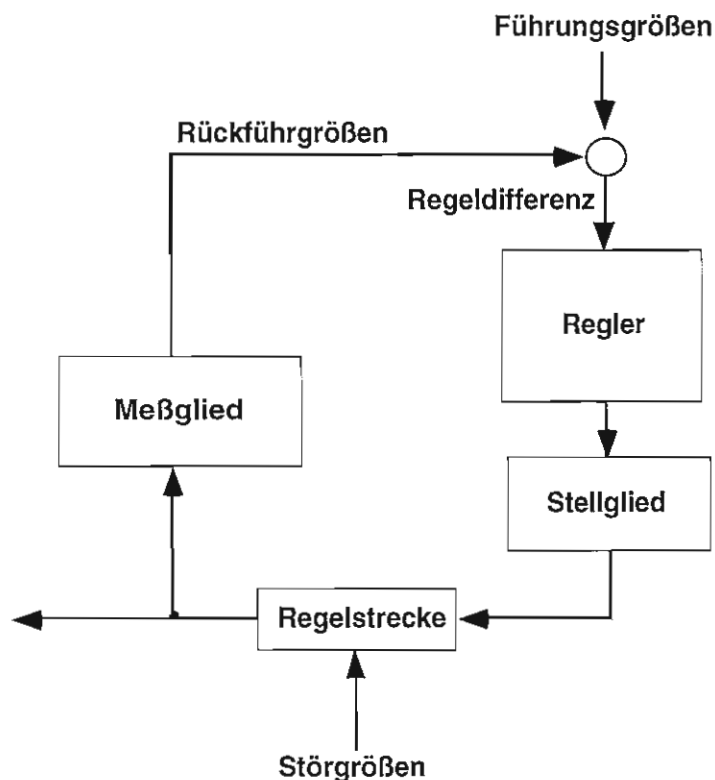 Führungsgrößen
Rückführgrößen
Regeldifferenz
Regler
Meßglied
Stellglied
Regelstrecke
Störgrößen